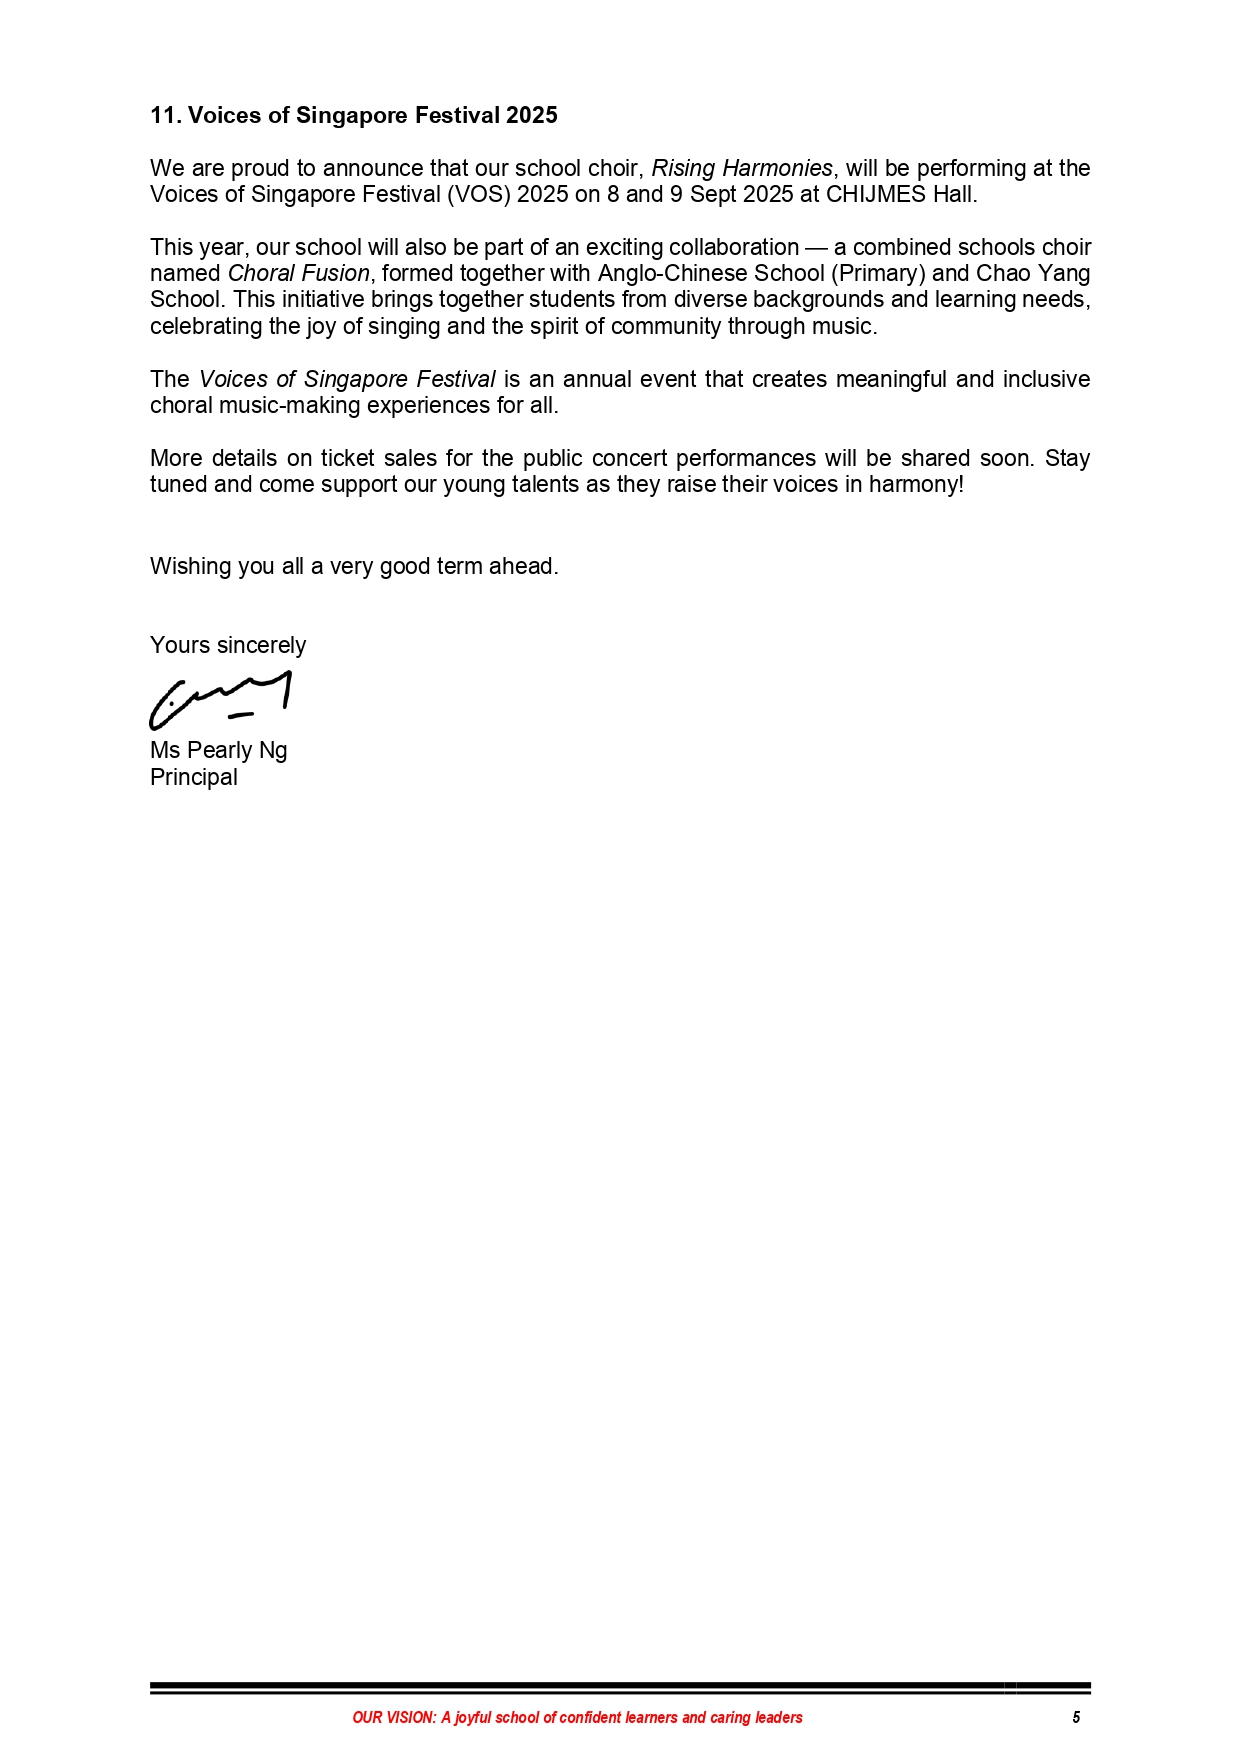 11. Voices of Singapore Festival 2025
We are proud to announce that our school choir, Rising Harmonies, will be performing at the
Voices of Singapore Festival (VOS) 2025 on 8 and 9 Sept 2025 at CHIJMES Hall.
This year, our school will also be part of an exciting collaboration — a combined schools choir
named Choral Fusion, formed together with Anglo-Chinese School (Primary) and Chao Yang
School. This initiative brings together students from diverse backgrounds and learning needs,
celebrating the joy of singing and the spirit of community through music.
The Voices of Singapore Festival is an annual event that creates meaningful and inclusive
choral music-making experiences for all.
More details on ticket sales for the public concert performances will be shared soon. Stay
tuned and come support our young talents as they raise their voices in harmony!
Wishing you all a very good term ahead.
Yours sincerely
Ms Pearly Ng
Principal
OUR VISION: A joyful school of confident learners and caring leaders 5